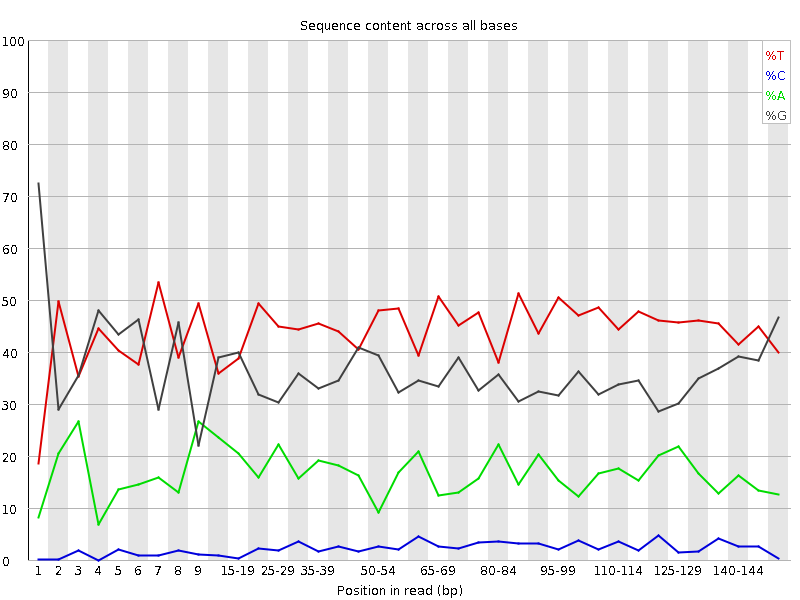 Sequence content across all bases
100
90
80
70
60
50
40
30
20
10
0
%T
%C
%A
%G
1 2 3 4 5 6 7 8 9 15-19 25-29 35-39 50-54 65-69 80-84 95-99 110-114 125-129 140-144
Position in read (bp)